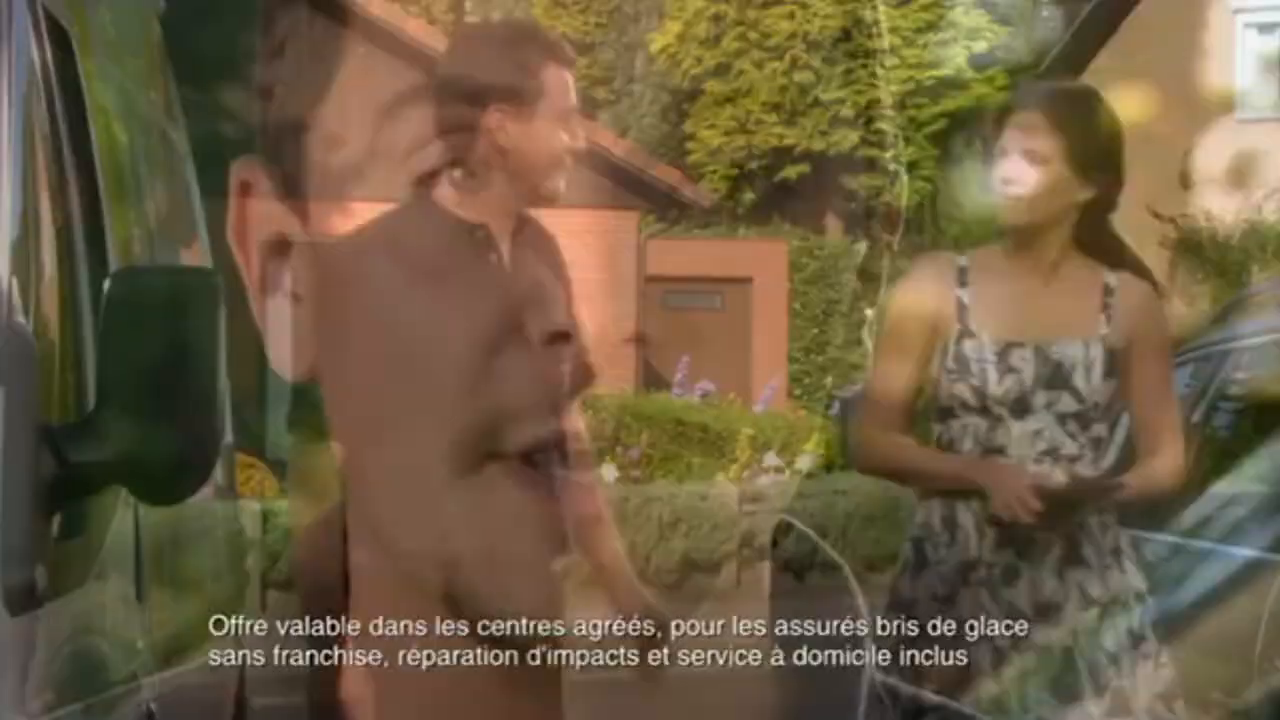 Offre valable dans les centres agréés, pour les assurés bris de glace
sans franchise, réparation d'impacts et service à domicile inclus